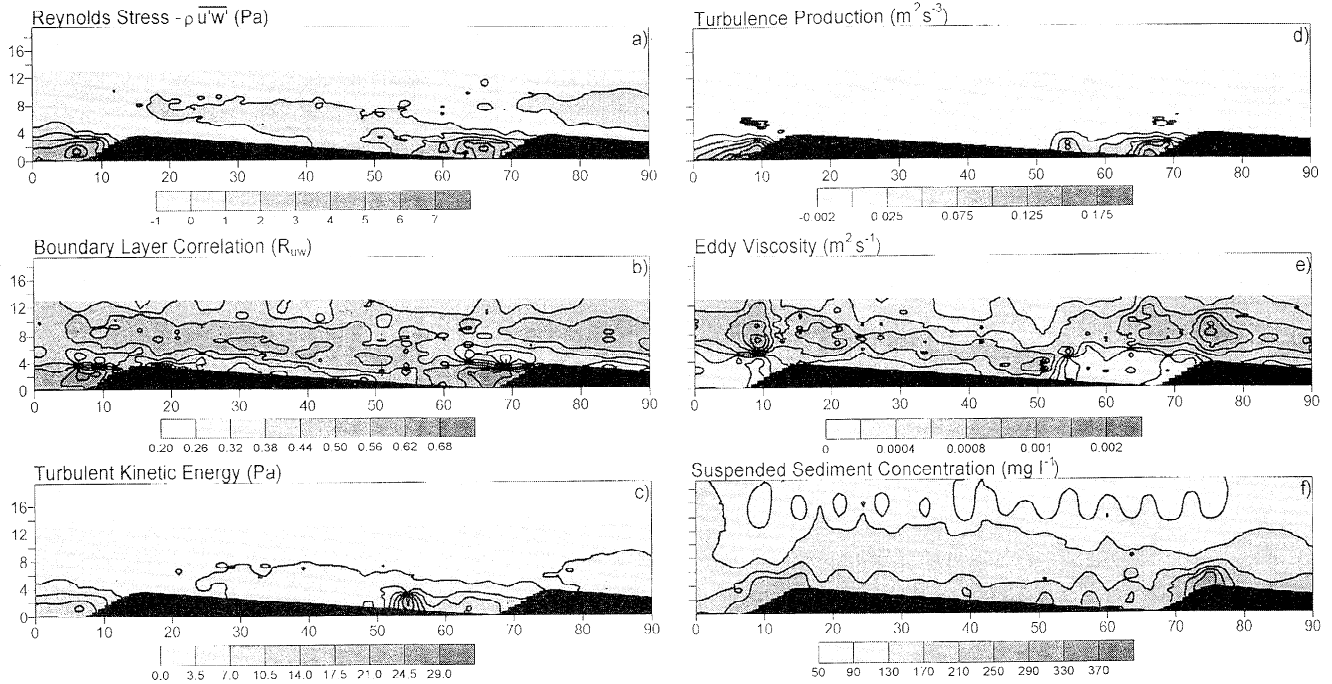 Reynolds Stress - ρ u'w' (Pa)
a)
16
12
8
4
0
0 10 20 30 40 50 60 70 80 90
-1 0 1 2 3 4 5 6 7
Boundary Layer Correlation (Ruw)
b)
16
12
8
4
0
0 10 20 30 40 50 60 70 80 90
0.20 0.26 0.32 0.38 0.44 0.50 0.56 0.62 0.68
Turbulent Kinetic Energy (Pa)
c)
16
12
8
4
0
0 10 20 30 40 50 60 70 80 90
0.0 3.5 7.0 10.5 14.0 17.5 21.0 24.5 29.0
Turbulence Production (m² s⁻³)
d)
0 10 20 30 40 50 60 70 80 90
-0.002 0.025 0.075 0.125 0.175
Eddy Viscosity (m² s⁻¹)
e)
0 10 20 30 40 50 60 70 80 90
0 0.0004 0.0008 0.001 0.002
Suspended Sediment Concentration (mg l⁻¹)
f)
0 10 20 30 40 50 60 70 80 90
50 90 130 170 210 250 290 330 370